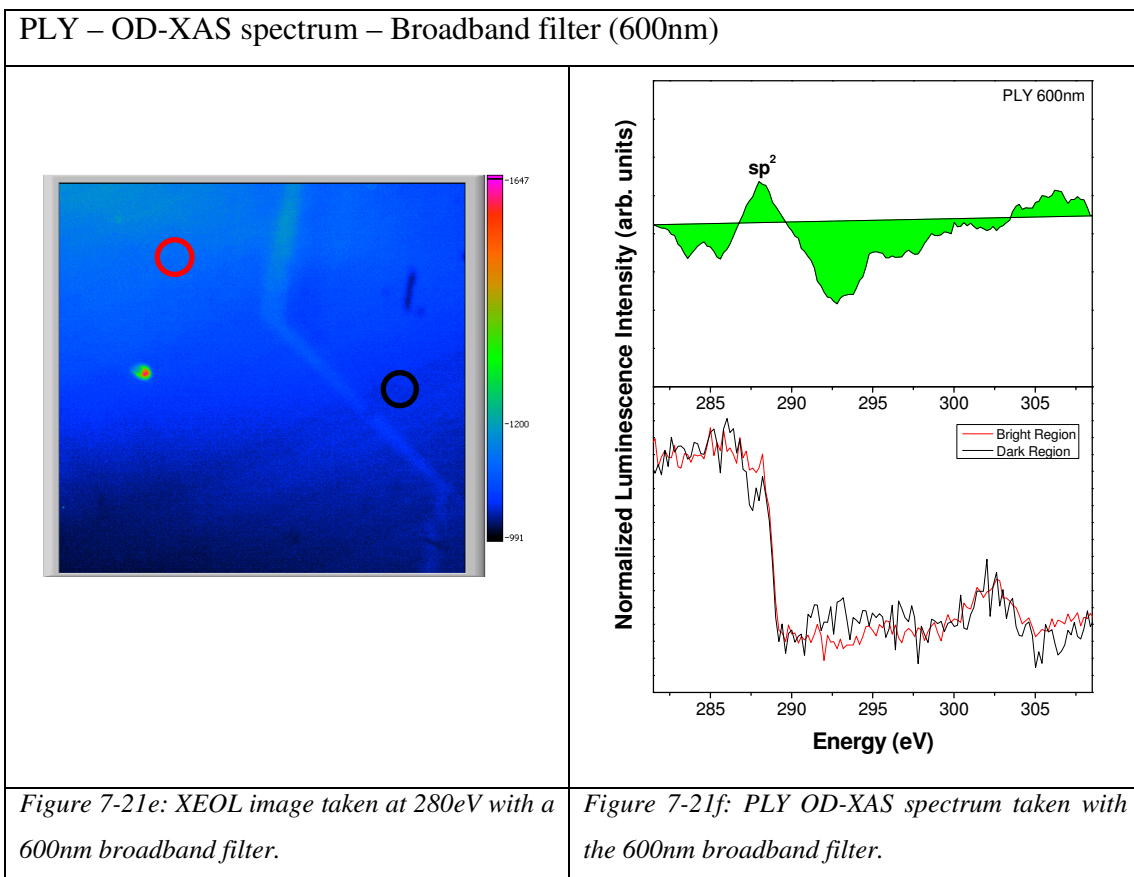 PLY – OD-XAS spectrum – Broadband filter (600nm)
1647
1200
991
PLY 600nm
sp²
285 290 295 300 305
Bright Region
Dark Region
285 290 295 300 305
Normalized Luminescence Intensity (arb. units)
Energy (eV)
Figure 7-21e: XEOL image taken at 280eV with a
600nm broadband filter.
Figure 7-21f: PLY OD-XAS spectrum taken with
the 600nm broadband filter.